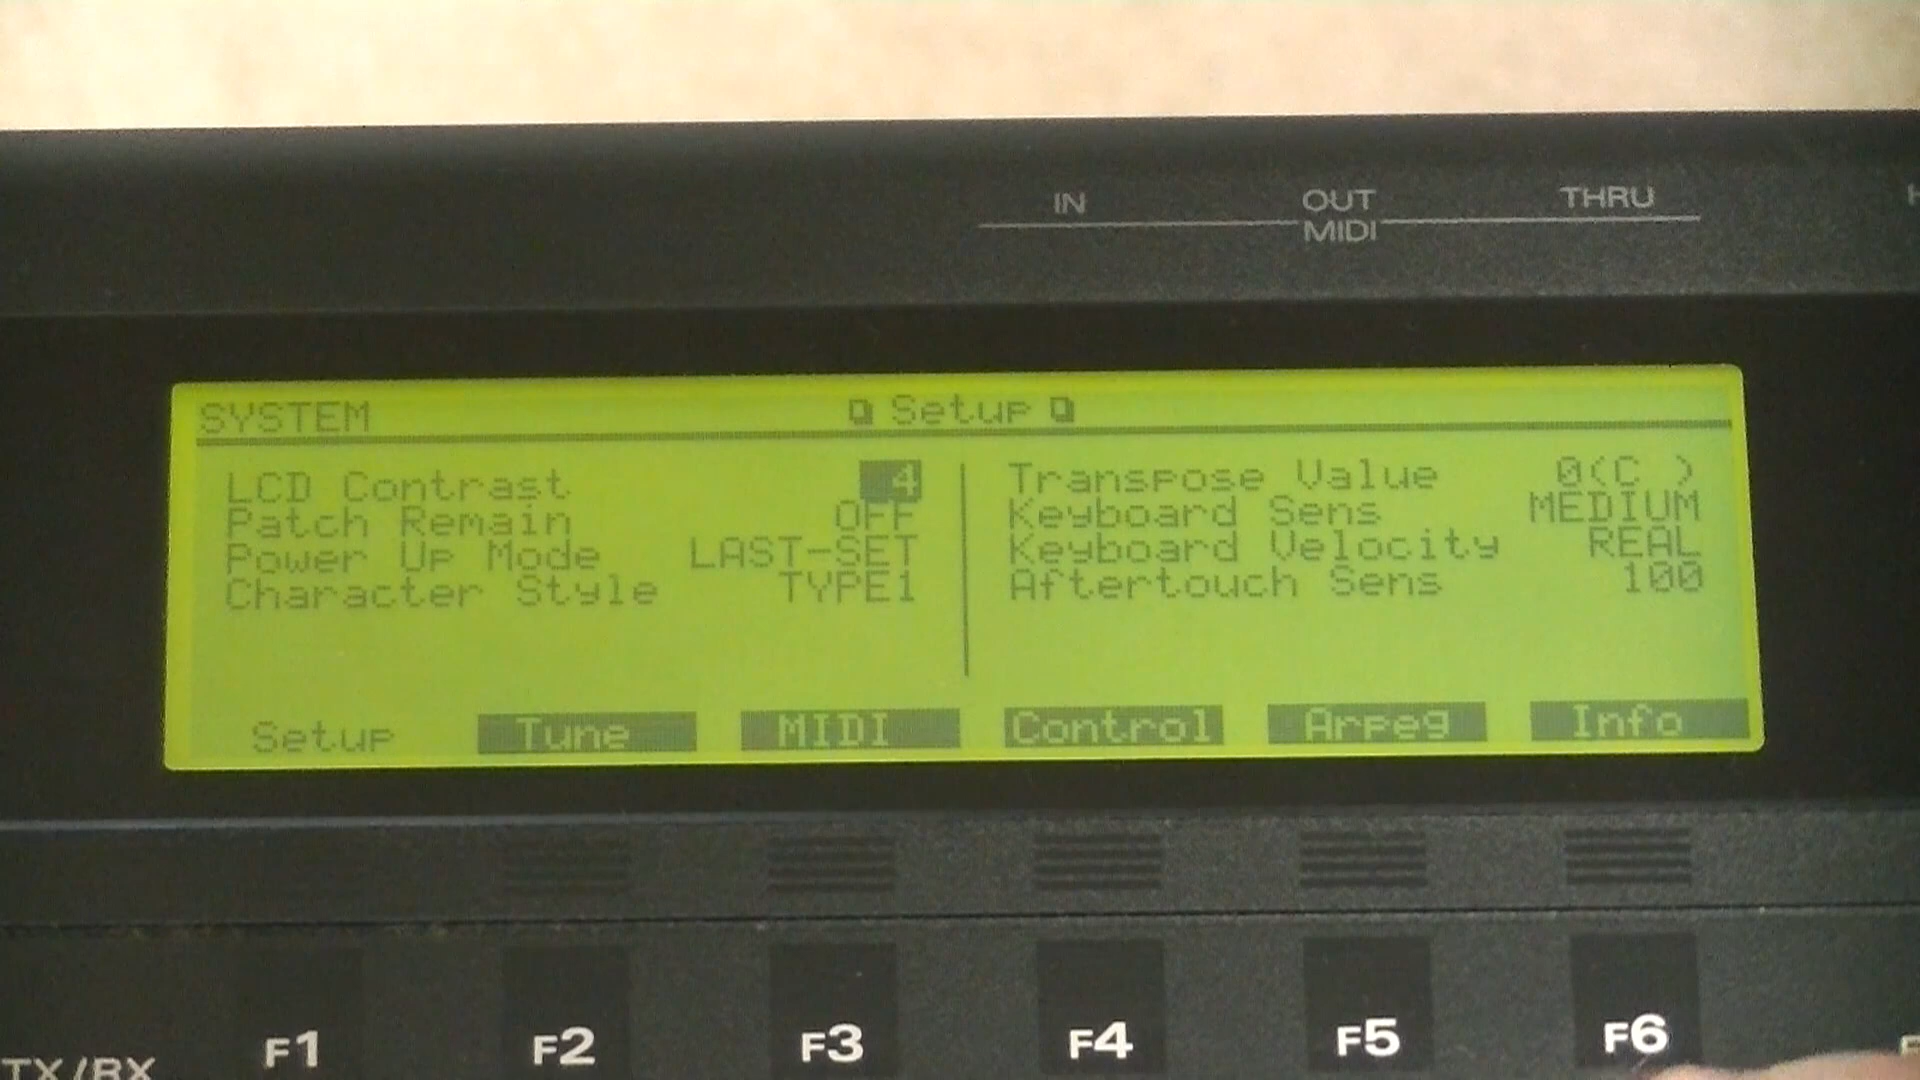 IN OUT THRU
MIDI
SYSTEM Setup
LCD Contrast 4
Patch Remain OFF
Power Up Mode LAST-SET
Character Style TYPE1
Transpose Value 0(C )
Keyboard Sens MEDIUM
Keyboard Velocity REAL
Aftertouch Sens 100
Setup Tune MIDI Control Arpeg Info
F1 F2 F3 F4 F5 F6
TX/RX